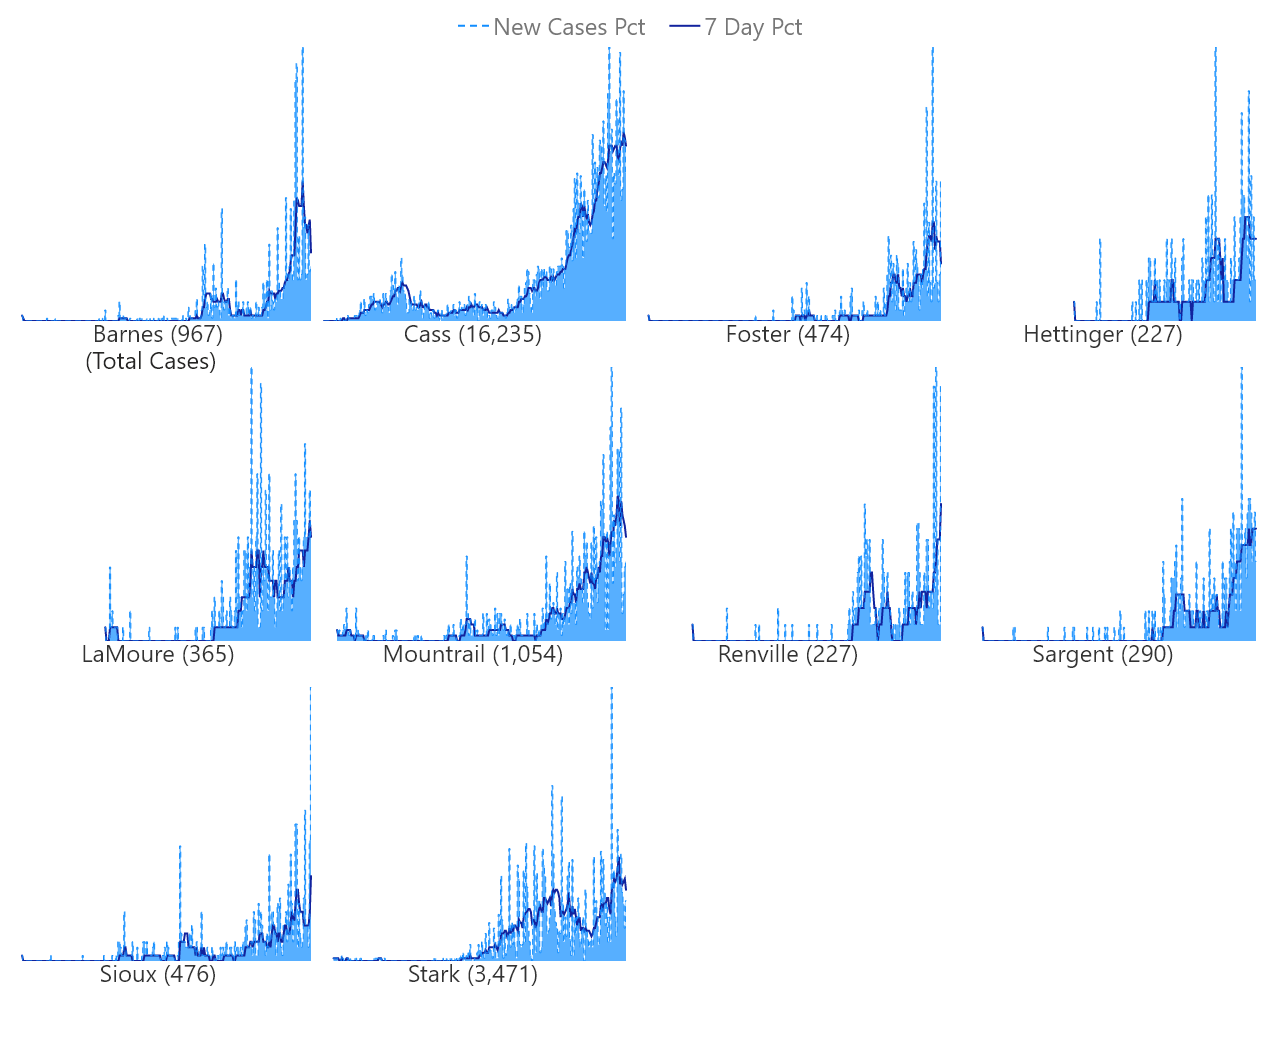 New Cases Pct 7 Day Pct
Barnes (967) Cass (16,235) Foster (474) Hettinger (227)
(Total Cases)
LaMoure (365) Mountrail (1,054) Renville (227) Sargent (290)
Sioux (476) Stark (3,471)